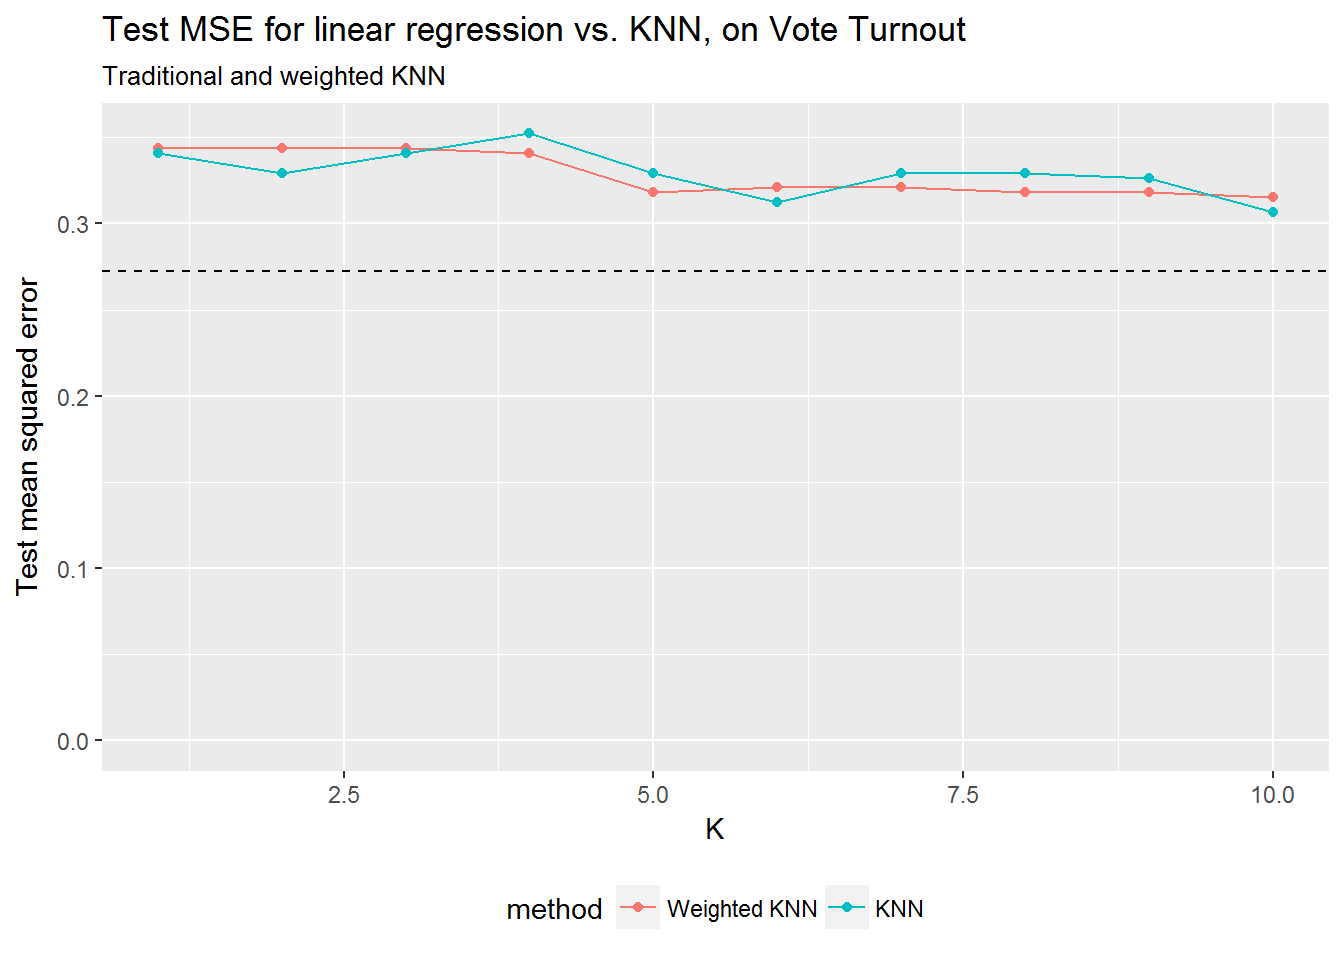 Test MSE for linear regression vs. KNN, on Vote Turnout
Traditional and weighted KNN
Test mean squared error
0.3
0.2
0.1
0.0
2.5 5.0 7.5 10.0
K
method Weighted KNN KNN